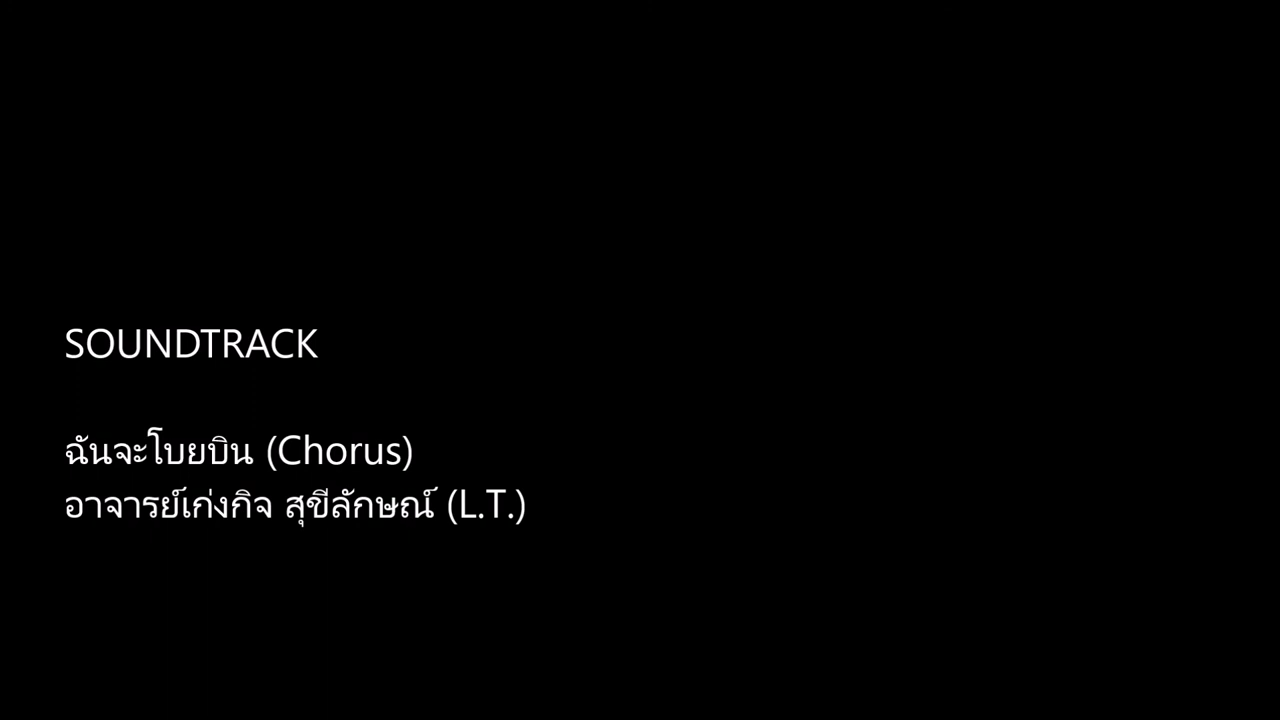 SOUNDTRACK
ฉันจะโบยบิน (Chorus)
อาจารย์เก่งกิจ สุขีลักษณ์ (L.T.)